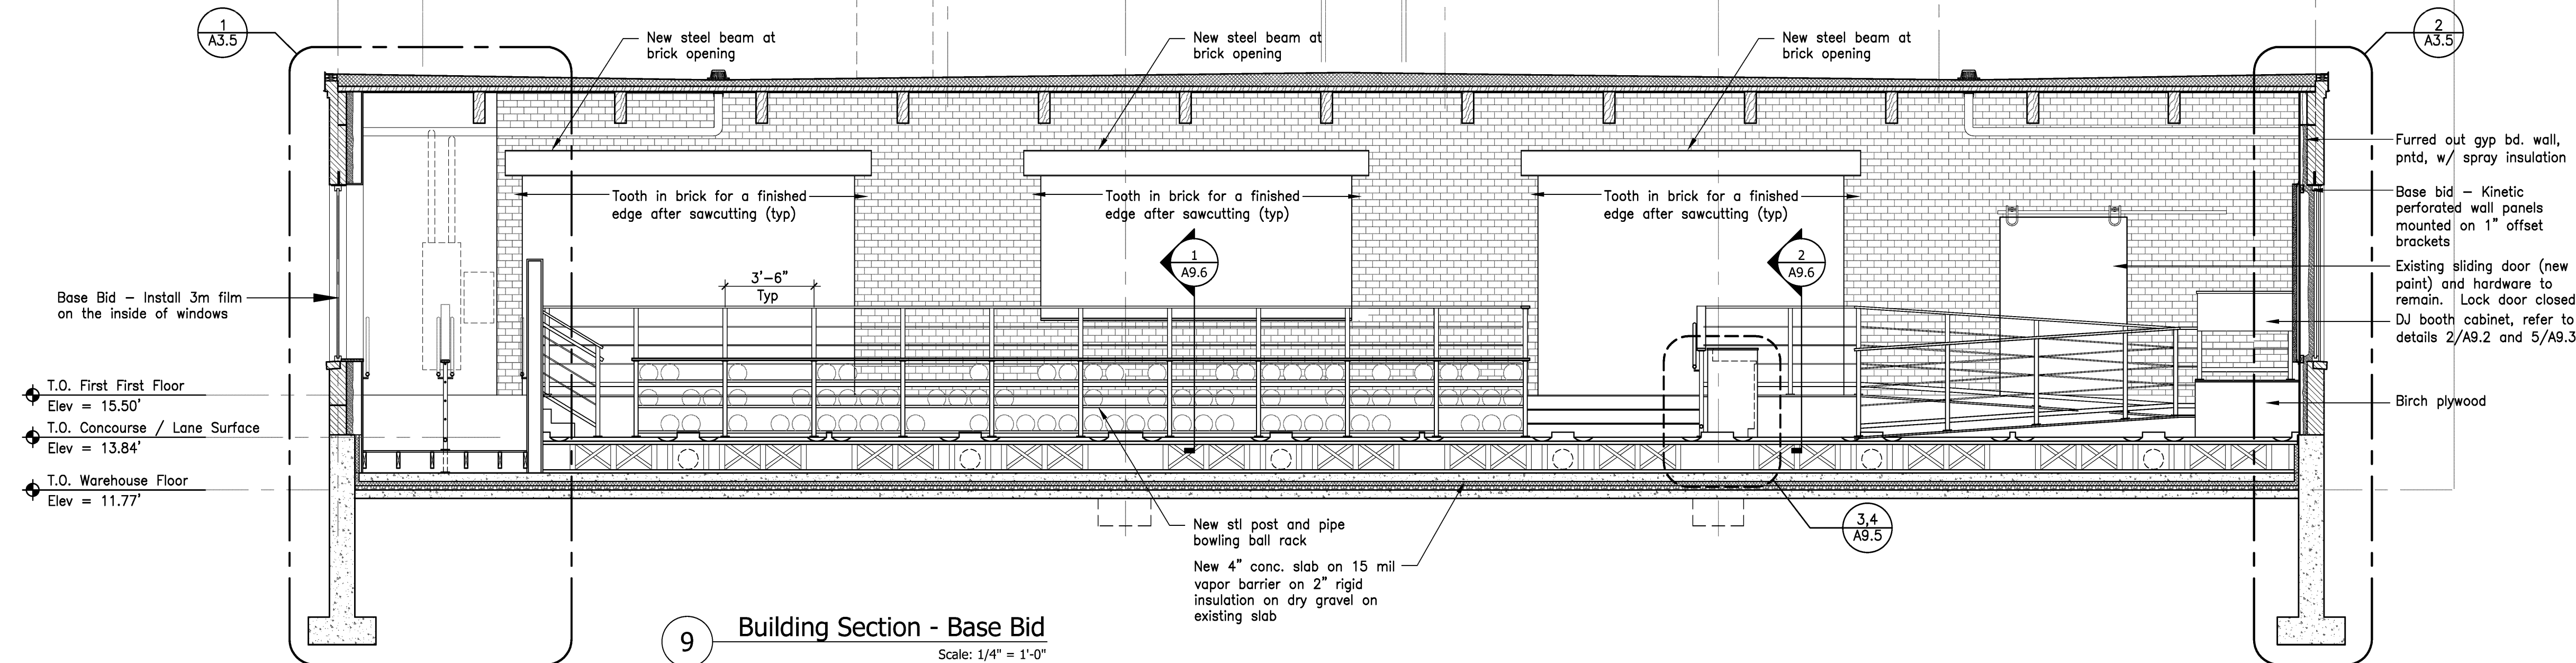 1
A3.5
New steel beam at
brick opening
New steel beam at
brick opening
New steel beam at
brick opening
2
A3.5
Furred out gyp bd. wall,
pntd, w/ spray insulation
Base bid – Kinetic
perforated wall panels
mounted on 1" offset
brackets
Existing sliding door (new
paint) and hardware to
remain. Lock door closed
DJ booth cabinet, refer to
details 2/A9.2 and 5/A9.3
Birch plywood
Tooth in brick for a finished
edge after sawcutting (typ)
Tooth in brick for a finished
edge after sawcutting (typ)
Tooth in brick for a finished
edge after sawcutting (typ)
1
A9.6
2
A9.6
3'–6"
Typ
Base Bid – Install 3m film
on the inside of windows
T.O. First First Floor
Elev = 15.50'
T.O. Concourse / Lane Surface
Elev = 13.84'
T.O. Warehouse Floor
Elev = 11.77'
New stl post and pipe
bowling ball rack
New 4" conc. slab on 15 mil
vapor barrier on 2" rigid
insulation on dry gravel on
existing slab
3,4
A9.5
9
Building Section - Base Bid
Scale: 1/4" = 1'-0"